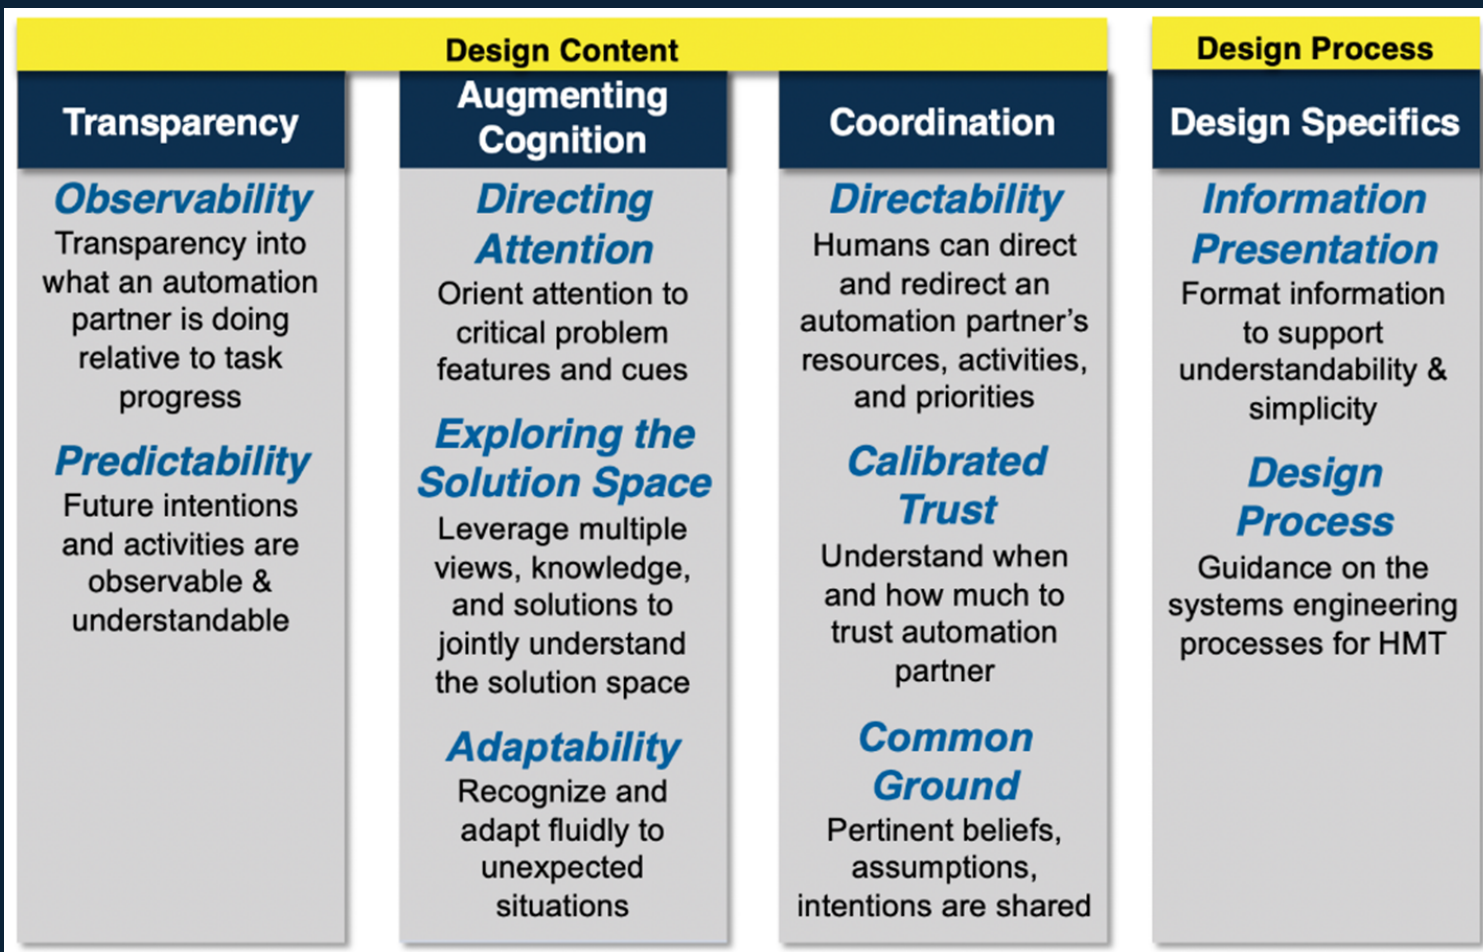 Design Content
Transparency
Observability
Transparency into
what an automation
partner is doing
relative to task
progress
Predictability
Future intentions
and activities are
observable &
understandable
Augmenting
Cognition
Directing
Attention
Orient attention to
critical problem
features and cues
Exploring the
Solution Space
Leverage multiple
views, knowledge,
and solutions to
jointly understand
the solution space
Adaptability
Recognize and
adapt fluidly to
unexpected
situations
Coordination
Directability
Humans can direct
and redirect an
automation partner’s
resources, activities,
and priorities
Calibrated
Trust
Understand when
and how much to
trust automation
partner
Common
Ground
Pertinent beliefs,
assumptions,
intentions are shared
Design Process
Design Specifics
Information
Presentation
Format information
to support
understandability &
simplicity
Design
Process
Guidance on the
systems engineering
processes for HMT